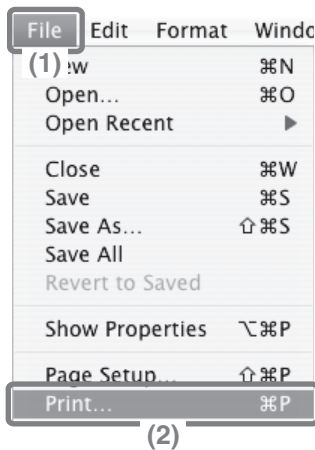 File Edit Format Windo
(1) ew ⌘N
Open... ⌘O
Open Recent ▶
Close ⌘W
Save ⌘S
Save As... ⇧⌘S
Save All
Revert to Saved
Show Properties ⌥⌘P
Page Setup... ⇧⌘P
Print... ⌘P
(2)